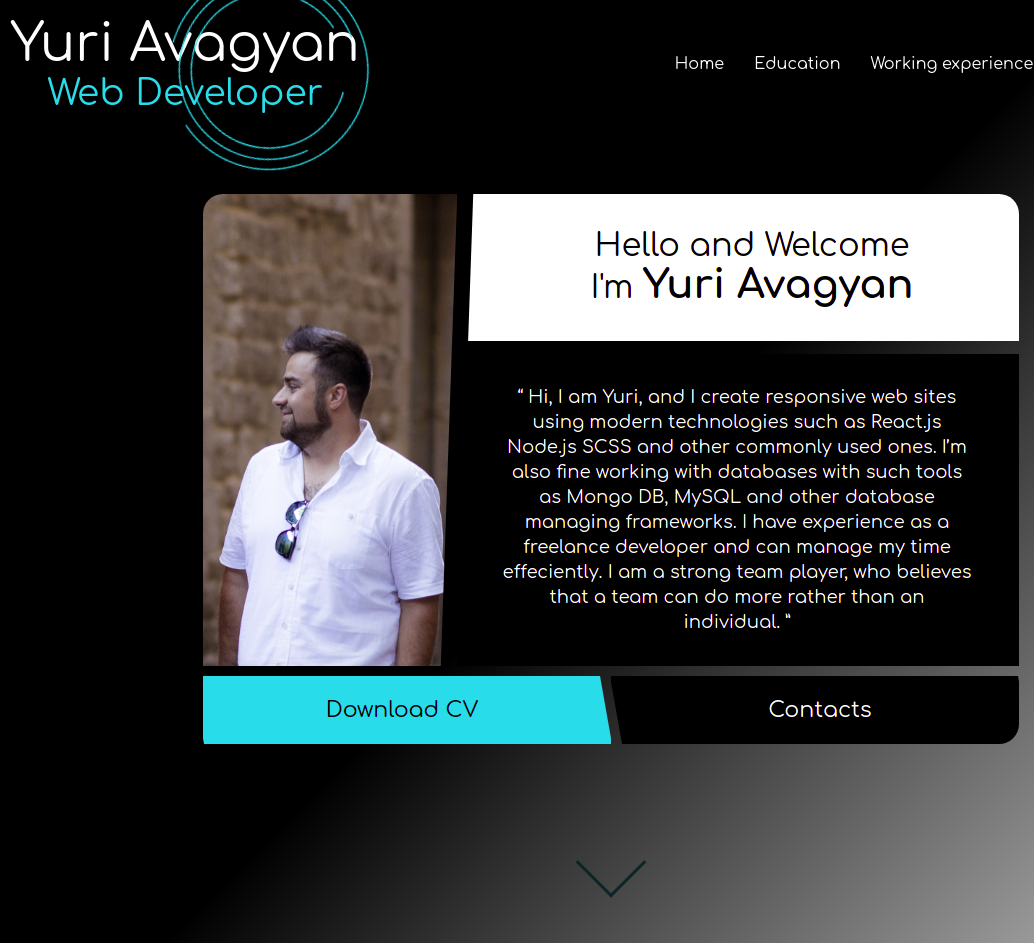 Yuri Avagyan
Web Developer
Home Education Working experience
Hello and Welcome
I'm Yuri Avagyan
“ Hi, I am Yuri, and I create responsive web sites
using modern technologies such as React.js
Node.js SCSS and other commonly used ones. I’m
also fine working with databases with such tools
as Mongo DB, MySQL and other database
managing frameworks. I have experience as a
freelance developer and can manage my time
effeciently. I am a strong team player, who believes
that a team can do more rather than an
individual. ”
Download CV
Contacts